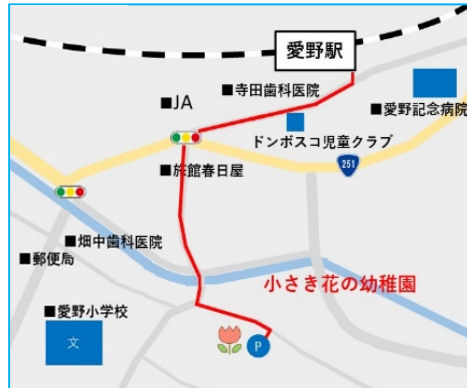 愛野駅
■寺田歯科医院
■JA
■愛野記念病院
ドンボスコ児童クラブ
251
■旅館春日屋
■畑中歯科医院
■郵便局
小さき花の幼稚園
■愛野小学校
文
P